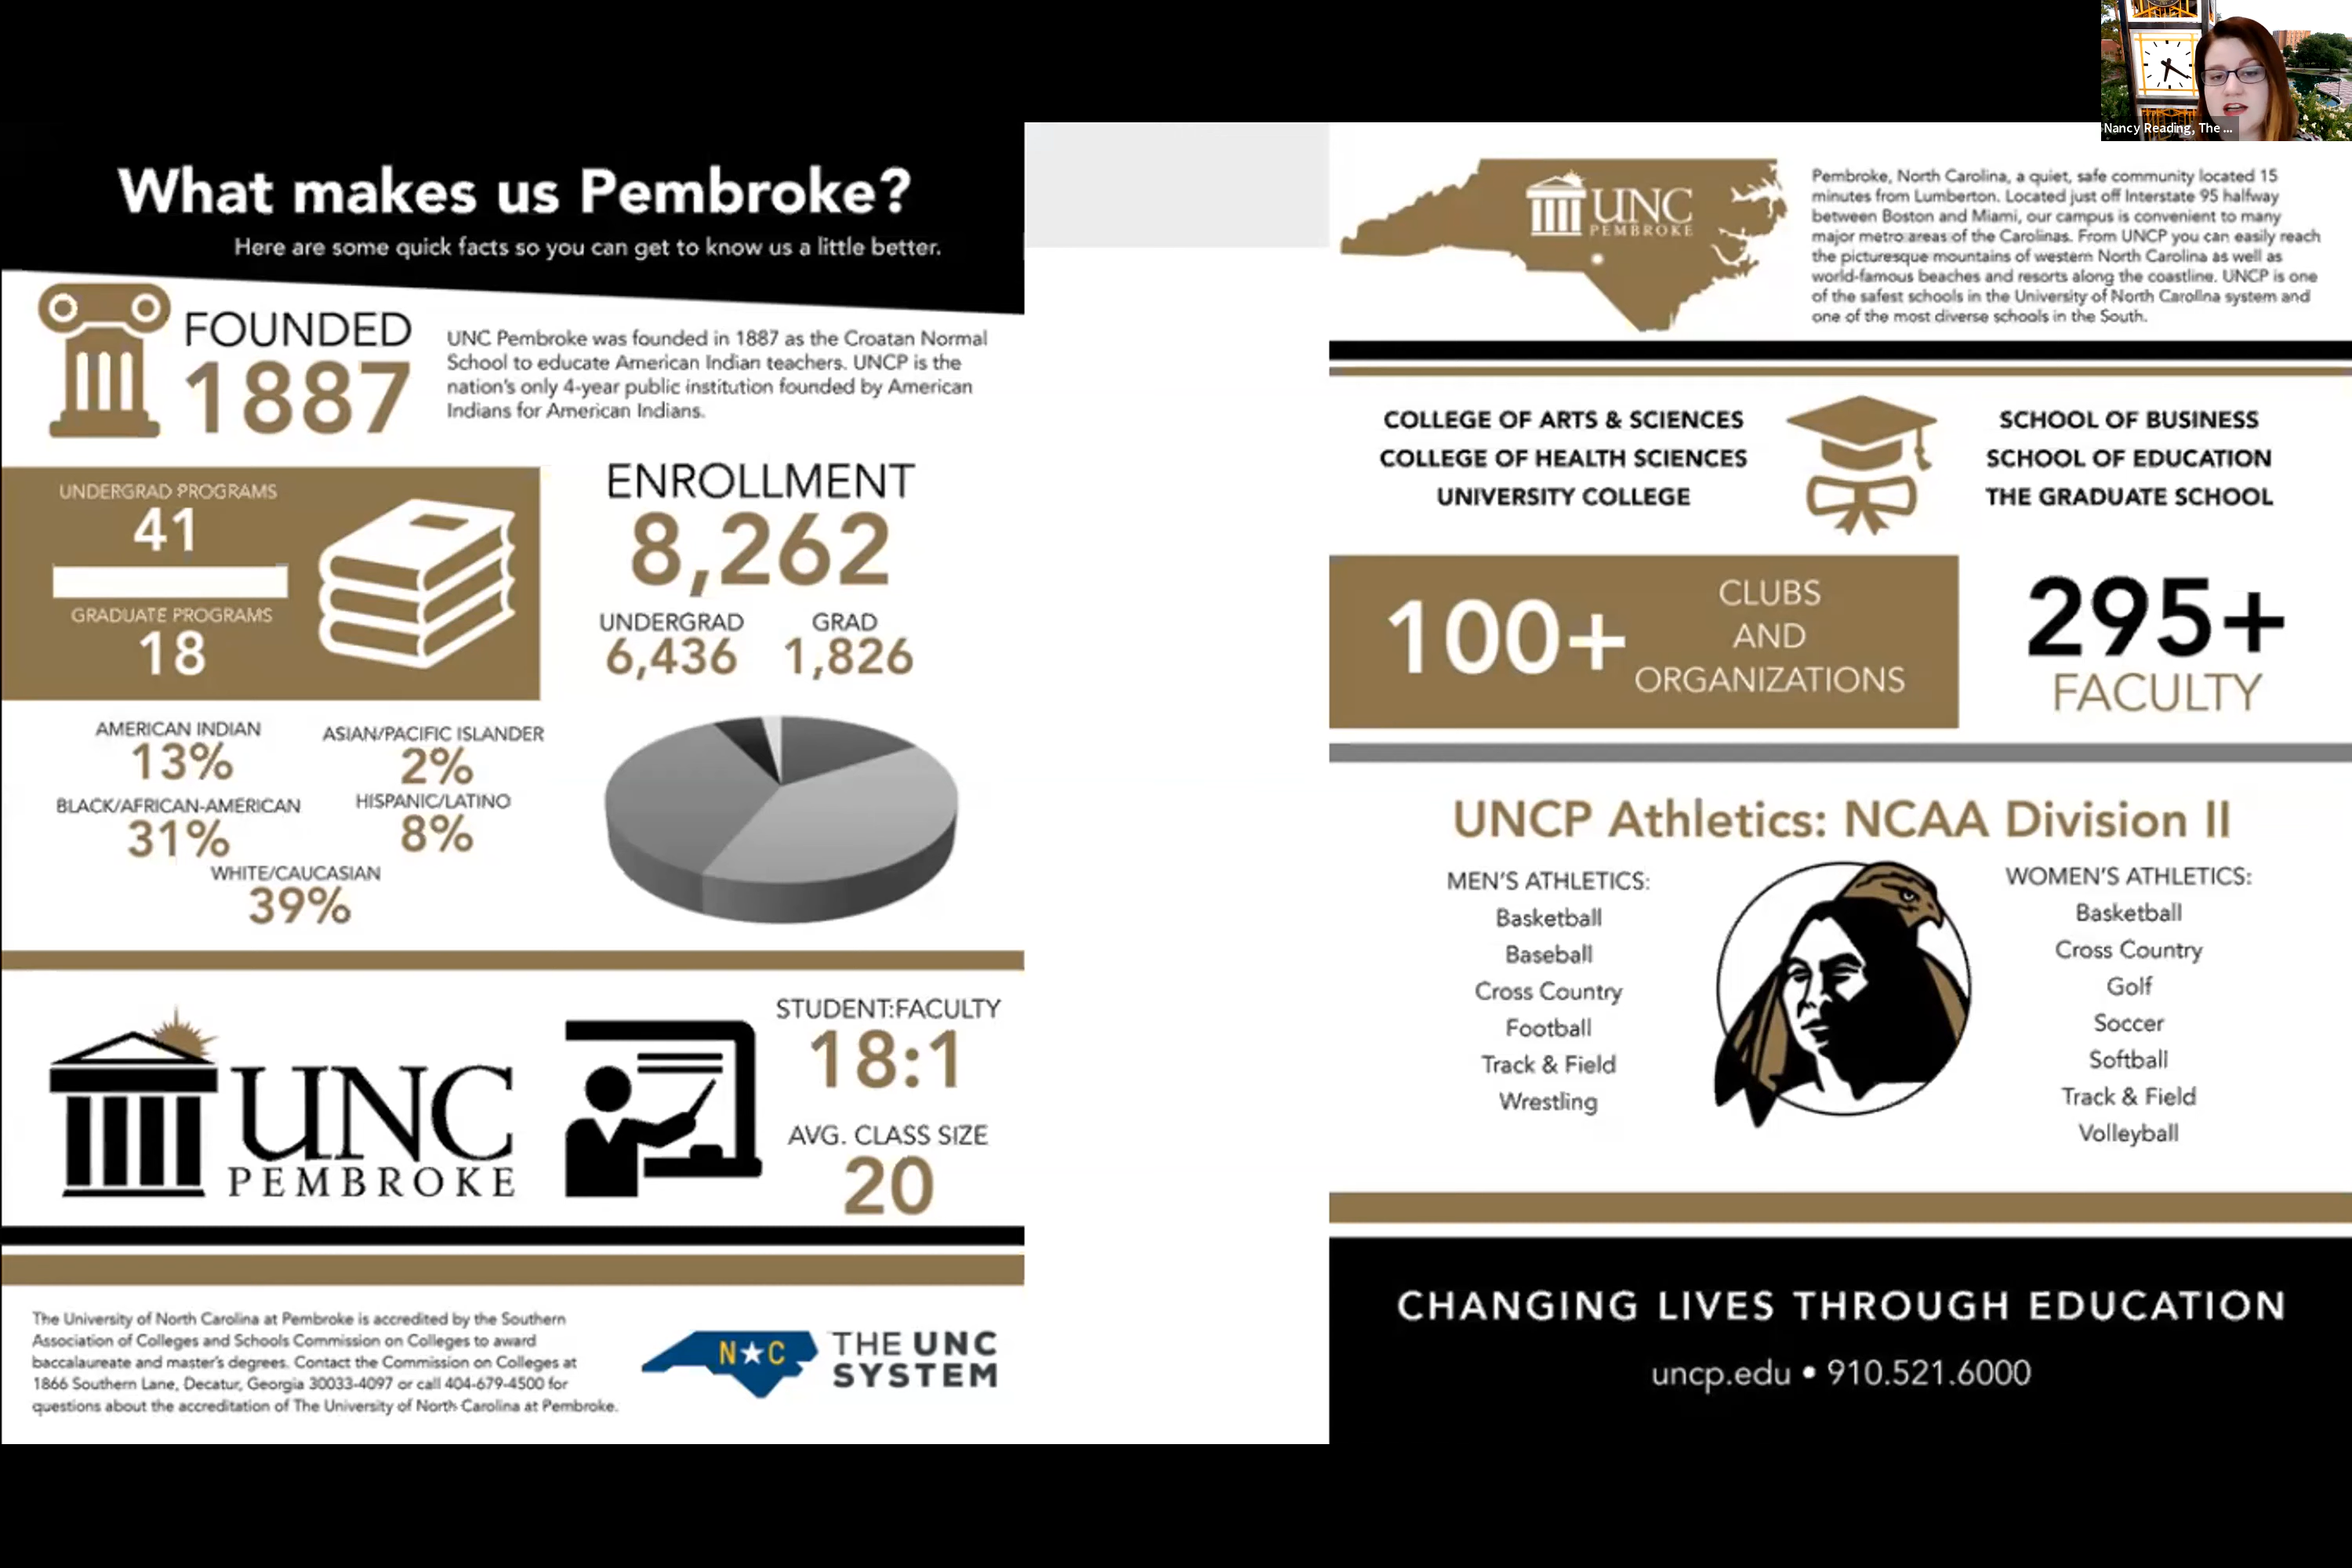 Nancy Reading, The ...
What makes us Pembroke?
Here are some quick facts so you can get to know us a little better.
FOUNDED
1887
UNC Pembroke was founded in 1887 as the Croatan Normal
School to educate American Indian teachers. UNCP is the
nation's only 4-year public institution founded by American
Indians for American Indians.
UNDERGRAD PROGRAMS
41
GRADUATE PROGRAMS
18
ENROLLMENT
8,262
UNDERGRAD
6,436
GRAD
1,826
AMERICAN INDIAN
13%
ASIAN/PACIFIC ISLANDER
2%
BLACK/AFRICAN-AMERICAN
31%
HISPANIC/LATINO
8%
WHITE/CAUCASIAN
39%
UNC
PEMBROKE
STUDENT:FACULTY
18:1
AVG. CLASS SIZE
20
The University of North Carolina at Pembroke is accredited by the Southern
Association of Colleges and Schools Commission on Colleges to award
baccalaureate and master's degrees. Contact the Commission on Colleges at
1866 Southern Lane, Decatur, Georgia 30033-4097 or call 404-679-4500 for
questions about the accreditation of The University of North Carolina at Pembroke.
N★C
THE UNC
SYSTEM
UNC
PEMBROKE
Pembroke, North Carolina, a quiet, safe community located 15
minutes from Lumberton. Located just off Interstate 95 halfway
between Boston and Miami, our campus is convenient to many
major metro areas of the Carolinas. From UNCP you can easily reach
the picturesque mountains of western North Carolina as well as
world-famous beaches and resorts along the coastline. UNCP is one
of the safest schools in the University of North Carolina system and
one of the most diverse schools in the South.
COLLEGE OF ARTS & SCIENCES
COLLEGE OF HEALTH SCIENCES
UNIVERSITY COLLEGE
SCHOOL OF BUSINESS
SCHOOL OF EDUCATION
THE GRADUATE SCHOOL
100+
CLUBS
AND
ORGANIZATIONS
295+
FACULTY
UNCP Athletics: NCAA Division II
MEN'S ATHLETICS:
Basketball
Baseball
Cross Country
Football
Track & Field
Wrestling
WOMEN'S ATHLETICS:
Basketball
Cross Country
Golf
Soccer
Softball
Track & Field
Volleyball
CHANGING LIVES THROUGH EDUCATION
uncp.edu • 910.521.6000